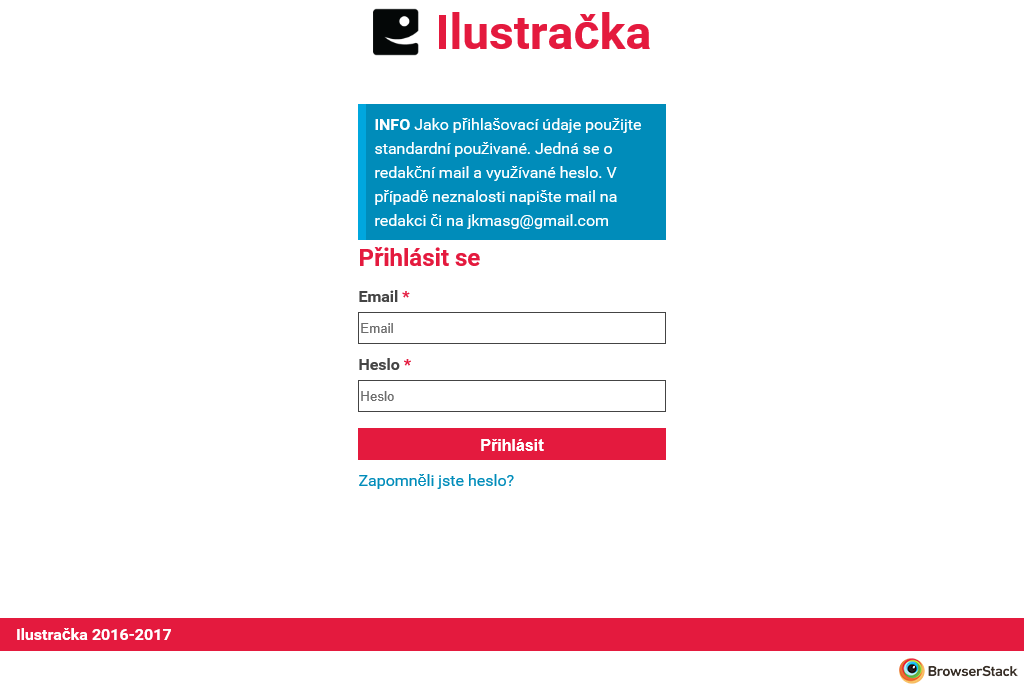 Ilustračka
INFO Jako přihlašovací údaje použijte
standardní použivané. Jedná se o
redakční mail a využívané heslo. V
případě neznalosti napište mail na
redakci či na jkmasg@gmail.com
Přihlásit se
Email *
Email
Heslo *
Heslo
Přihlásit
Zapomněli jste heslo?
Ilustračka 2016-2017
BrowserStack